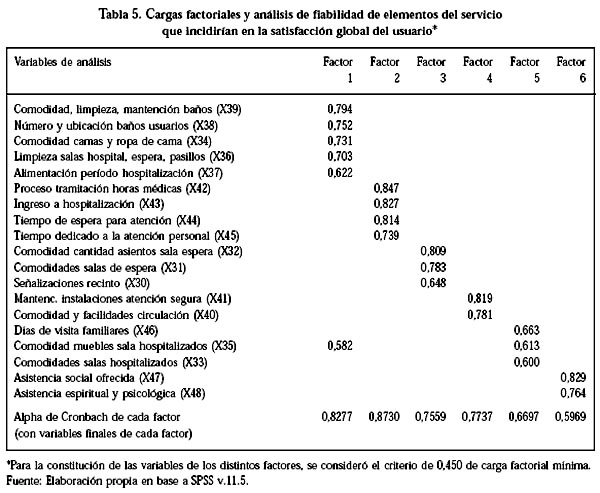 Tabla 5. Cargas factoriales y análisis de fiabilidad de elementos del servicio
que incidirían en la satisfacción global del usuario*
Variables de análisis Factor Factor Factor Factor Factor Factor
1 2 3 4 5 6
Comodidad, limpieza, mantención baños (X39) 0,794
Número y ubicación baños usuarios (X38) 0,752
Comodidad camas y ropa de cama (X34) 0,731
Limpieza salas hospital, espera, pasillos (X36) 0,703
Alimentación período hospitalización (X37) 0,622
Proceso tramitación horas médicas (X42) 0,847
Ingreso a hospitalización (X43) 0,827
Tiempo de espera para atención (X44) 0,814
Tiempo dedicado a la atención personal (X45) 0,739
Comodidad cantidad asientos sala espera (X32) 0,809
Comodidades salas de espera (X31) 0,783
Señalizaciones recinto (X30) 0,648
Mantenc. instalaciones atención segura (X41) 0,819
Comodidad y facilidades circulación (X40) 0,781
Días de visita familiares (X46) 0,663
Comodidad muebles sala hospitalizados (X35) 0,582 0,613
Comodidades salas hospitalizados (X33) 0,600
Asistencia social ofrecida (X47) 0,829
Asistencia espiritual y psicológica (X48) 0,764
Alpha de Cronbach de cada factor 0,8277 0,8730 0,7559 0,7737 0,6697 0,5969
(con variables finales de cada factor)
*Para la constitución de las variables de los distintos factores, se consideró el criterio de 0,450 de carga factorial mínima.
Fuente: Elaboración propia en base a SPSS v.11.5.